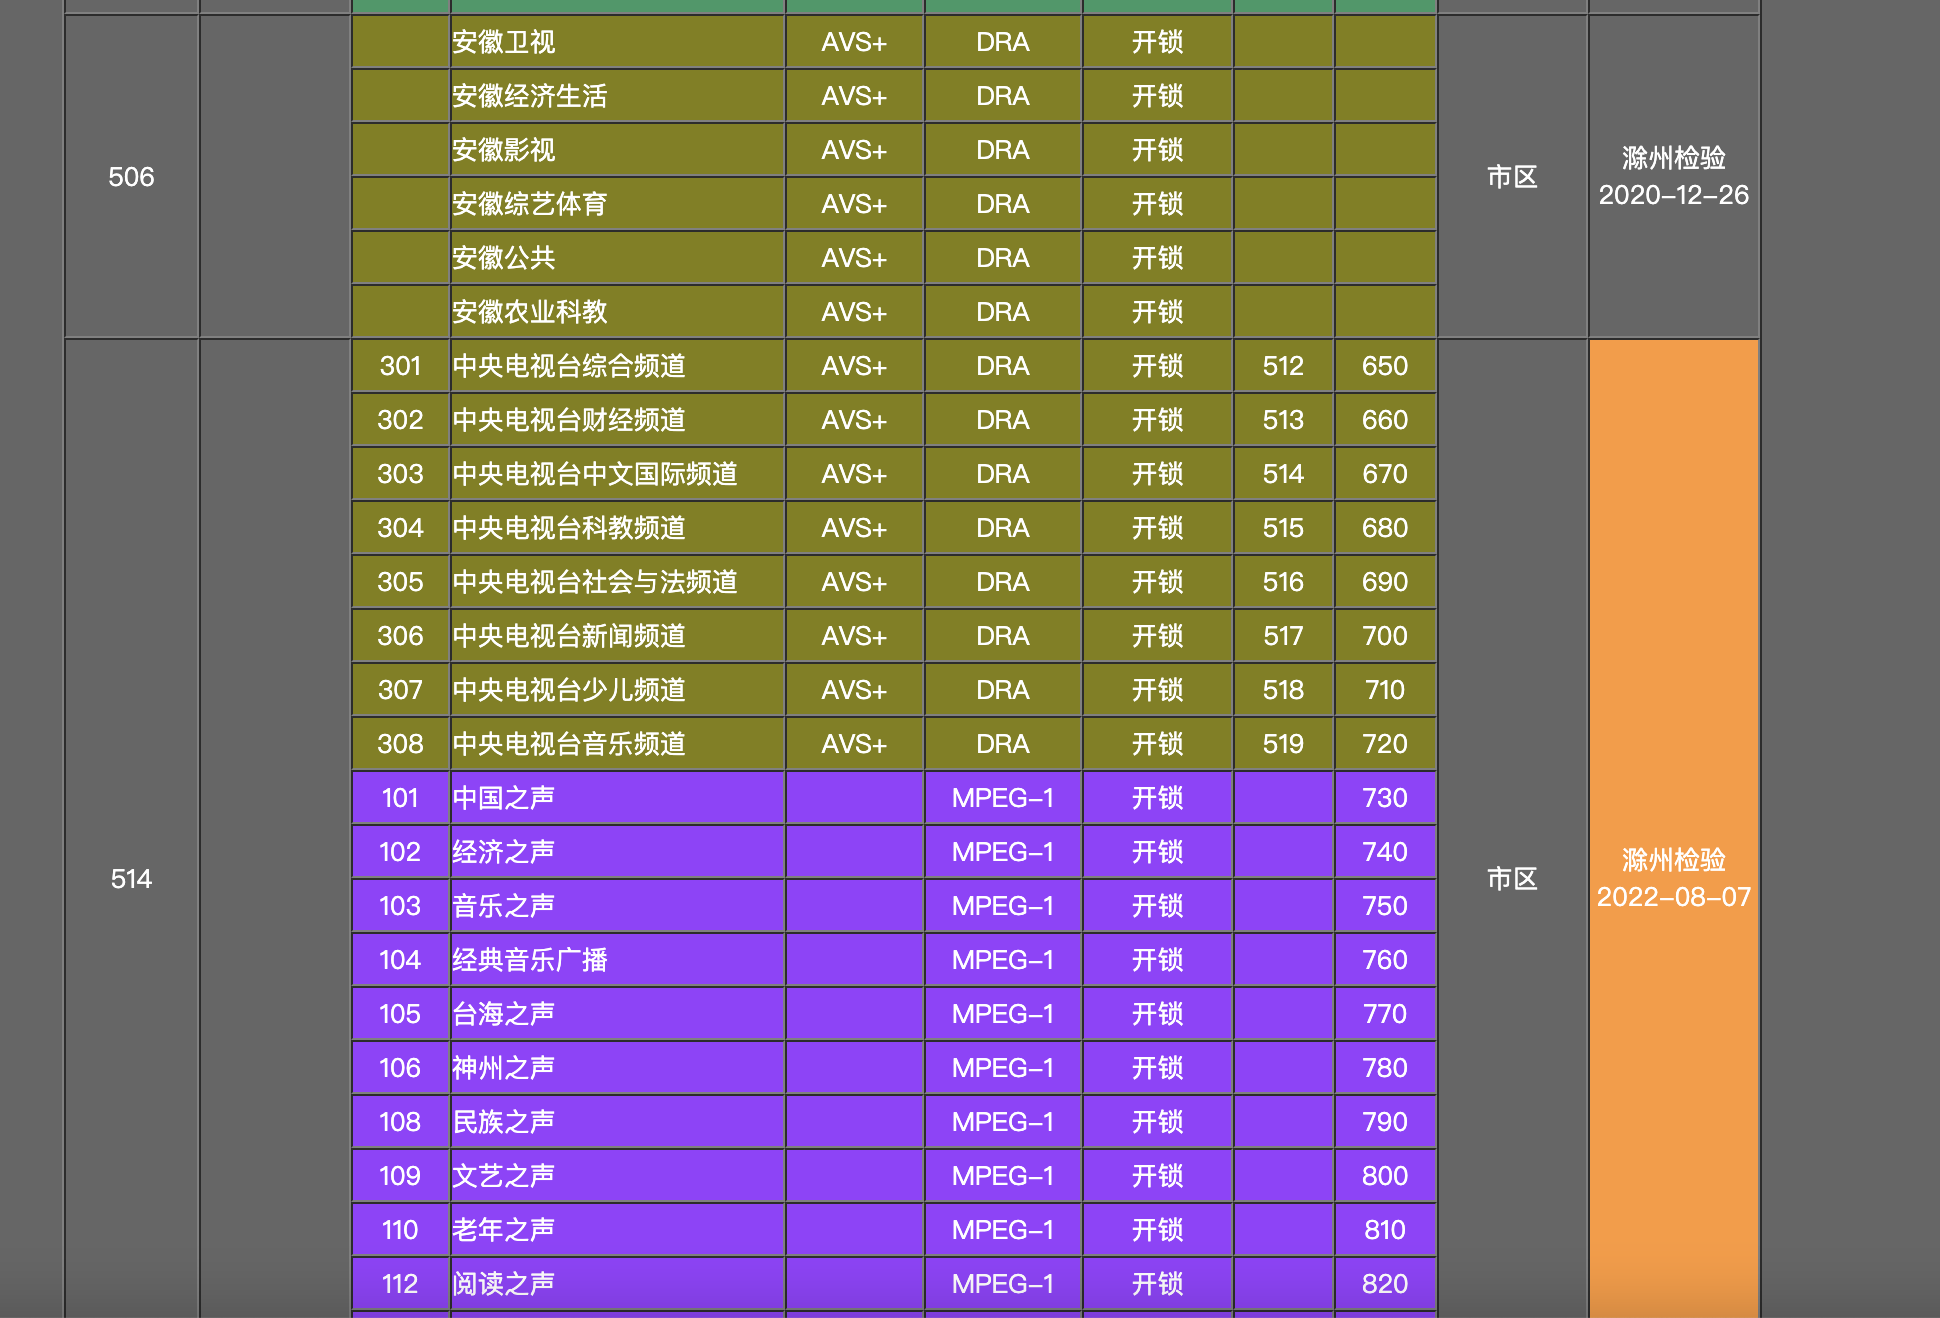 506
安徽卫视 AVS+ DRA 开锁
安徽经济生活 AVS+ DRA 开锁
安徽影视 AVS+ DRA 开锁
安徽综艺体育 AVS+ DRA 开锁
安徽公共 AVS+ DRA 开锁
安徽农业科教 AVS+ DRA 开锁
市区
滁州检验
2020-12-26
514
301 中央电视台综合频道 AVS+ DRA 开锁 512 650
302 中央电视台财经频道 AVS+ DRA 开锁 513 660
303 中央电视台中文国际频道 AVS+ DRA 开锁 514 670
304 中央电视台科教频道 AVS+ DRA 开锁 515 680
305 中央电视台社会与法频道 AVS+ DRA 开锁 516 690
306 中央电视台新闻频道 AVS+ DRA 开锁 517 700
307 中央电视台少儿频道 AVS+ DRA 开锁 518 710
308 中央电视台音乐频道 AVS+ DRA 开锁 519 720
101 中国之声 MPEG-1 开锁 730
102 经济之声 MPEG-1 开锁 740
103 音乐之声 MPEG-1 开锁 750
104 经典音乐广播 MPEG-1 开锁 760
105 台海之声 MPEG-1 开锁 770
106 神州之声 MPEG-1 开锁 780
108 民族之声 MPEG-1 开锁 790
109 文艺之声 MPEG-1 开锁 800
110 老年之声 MPEG-1 开锁 810
112 阅读之声 MPEG-1 开锁 820
市区
滁州检验
2022-08-07